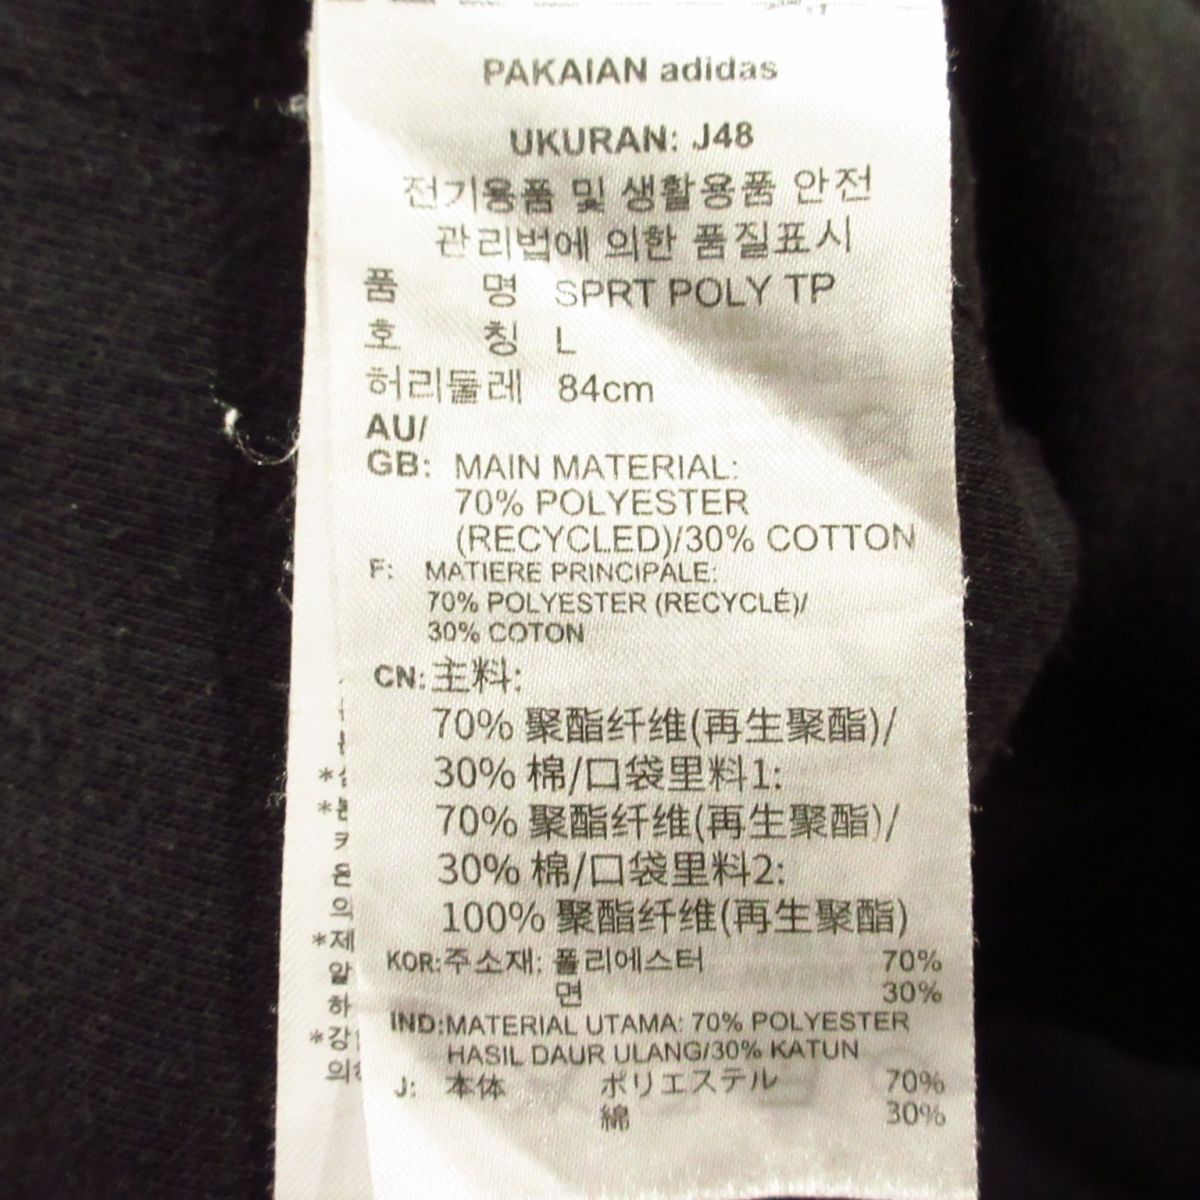 PAKAIAN adidas
UKURAN: J48
전기용품 및 생활용품 안전
관리법에 의한 품질표시
품 명 SPRT POLY TP
호 칭 L
허리둘레 84cm
AU/
GB: MAIN MATERIAL:
70% POLYESTER
(RECYCLED)/30% COTTON
F: MATIERE PRINCIPALE:
70% POLYESTER (RECYCLÉ)/
30% COTON
CN: 主料:
70% 聚酯纤维(再生聚酯)/
30% 棉/口袋里料1:
70% 聚酯纤维(再生聚酯)/
30% 棉/口袋里料2:
100% 聚酯纤维(再生聚酯)
KOR: 주소재: 폴리에스터 70%
면 30%
IND: MATERIAL UTAMA: 70% POLYESTER
HASIL DAUR ULANG/30% KATUN
J: 本体 ポリエステル 70%
綿 30%
*제
알
하